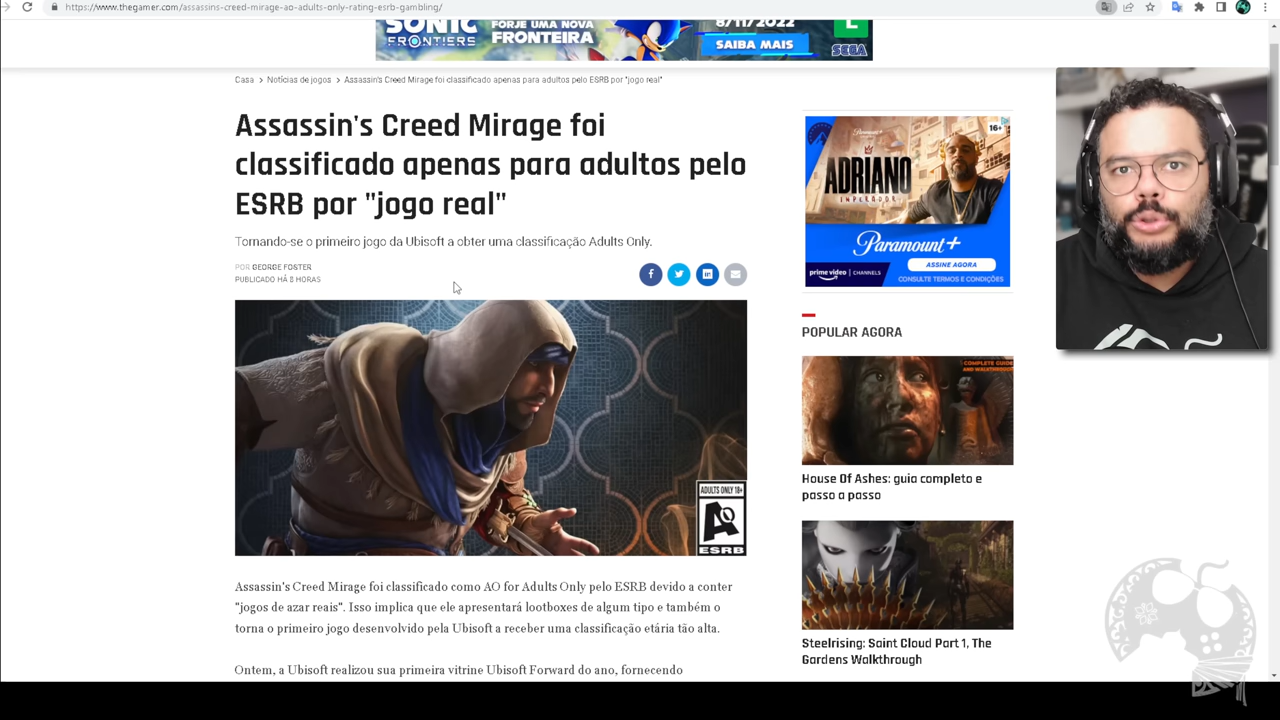 https://www.thegamer.com/assassins-creed-mirage-ao-adults-only-rating-esrb-gambling/
SONIC
FRONTIERS
FORJE UMA NOVA
FRONTEIRA
8/11/2022
SAIBA MAIS
L
SEGA
Casa > Notícias de jogos > Assassin's Creed Mirage foi classificado apenas para adultos pelo ESRB por "jogo real"
Assassin's Creed Mirage foi
classificado apenas para adultos pelo
ESRB por "jogo real"
Tornando-se o primeiro jogo da Ubisoft a obter uma classificação Adults Only.
POR GEORGE FOSTER
PUBLICADO HÁ 8 HORAS
ADULTS ONLY 18+
AO
ESRB
Assassin's Creed Mirage foi classificado como AO for Adults Only pelo ESRB devido a conter
"jogos de azar reais". Isso implica que ele apresentará lootboxes de algum tipo e também o
torna o primeiro jogo desenvolvido pela Ubisoft a receber uma classificação etária tão alta.
Ontem, a Ubisoft realizou sua primeira vitrine Ubisoft Forward do ano, fornecendo
Paramount+
16+
ADRIANO
IMPERADOR
Paramount+
ASSINE AGORA
prime video | CHANNELS
CONSULTE TERMOS E CONDIÇÕES
POPULAR AGORA
COMPLETE GUIDE
AND WALKTHROUGH
House Of Ashes: guia completo e
passo a passo
Steelrising: Saint Cloud Part 1, The
Gardens Walkthrough